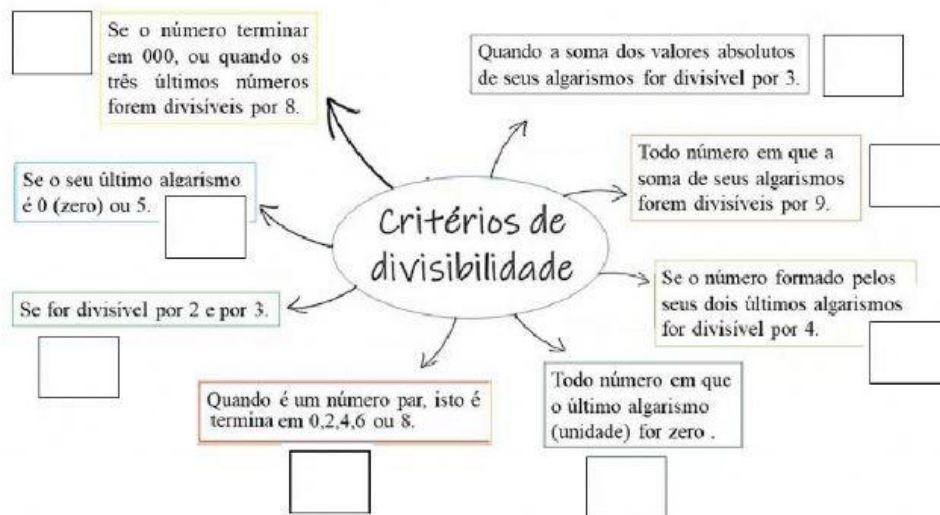 Se o número terminar
em 000, ou quando os
três últimos números
forem divisíveis por 8.
Quando a soma dos valores absolutos
de seus algarismos for divisível por 3.
Se o seu último algarismo
é 0 (zero) ou 5.
Todo número em que a
soma de seus algarismos
forem divisíveis por 9.
Critérios de
divisibilidade
Se for divisível por 2 e por 3.
Se o número formado pelos
seus dois últimos algarismos
for divisível por 4.
Quando é um número par, isto é
termina em 0,2,4,6 ou 8.
Todo número em que
o último algarismo
(unidade) for zero .